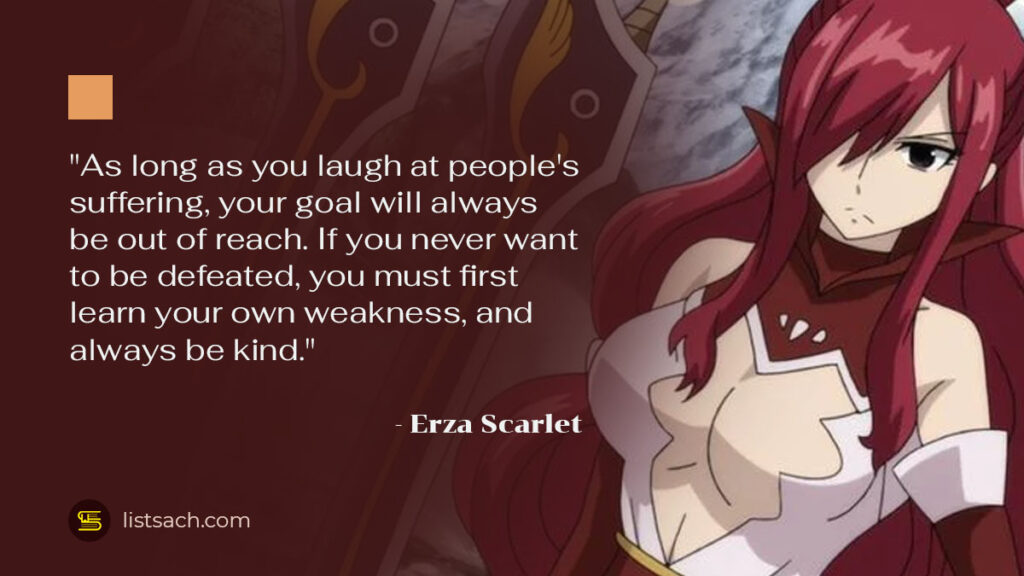 "As long as you laugh at people's
suffering, your goal will always
be out of reach. If you never want
to be defeated, you must first
learn your own weakness, and
always be kind."
- Erza Scarlet
listsach.com